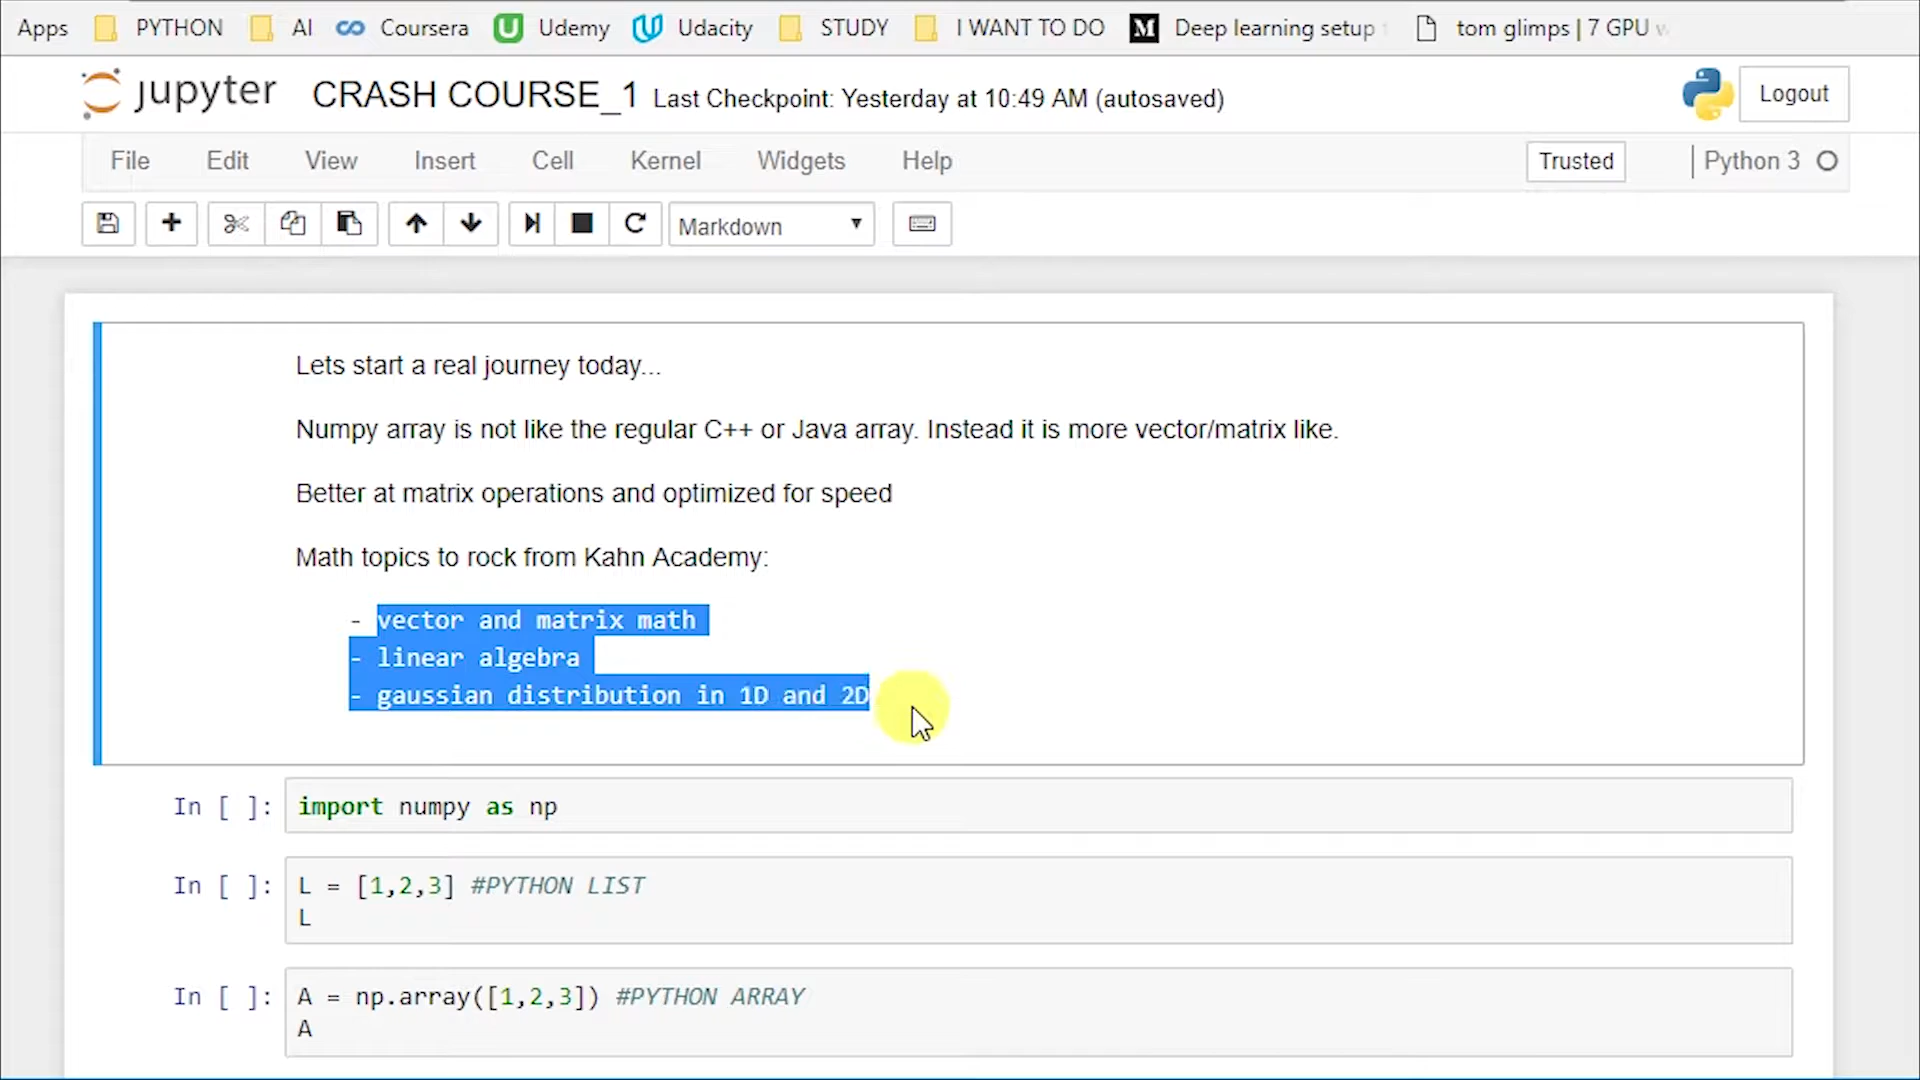 Apps PYTHON AI Coursera Udemy Udacity STUDY I WANT TO DO M Deep learning setup tom glimps | 7 GPU
jupyter CRASH COURSE_1 Last Checkpoint: Yesterday at 10:49 AM (autosaved) Logout
File Edit View Insert Cell Kernel Widgets Help Trusted Python 3
Markdown
Lets start a real journey today...
Numpy array is not like the regular C++ or Java array. Instead it is more vector/matrix like.
Better at matrix operations and optimized for speed
Math topics to rock from Kahn Academy:
- vector and matrix math
- linear algebra
- gaussian distribution in 1D and 2D
In [ ]: import numpy as np
In [ ]: L = [1,2,3] #PYTHON LIST
L
In [ ]: A = np.array([1,2,3]) #PYTHON ARRAY
A